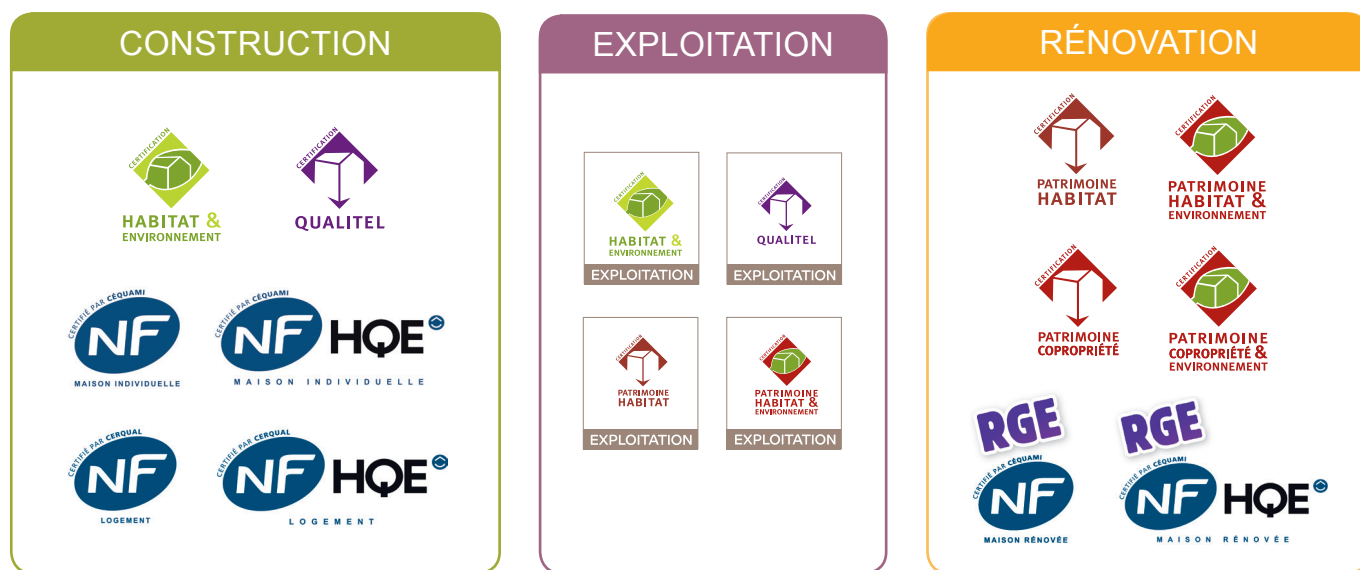 CONSTRUCTION
CERTIFICATION
HABITAT &
ENVIRONNEMENT
CERTIFICATION
QUALITEL
CERTIFIÉ PAR CÉQUAMI
NF
MAISON INDIVIDUELLE
CERTIFIÉ PAR CÉQUAMI
NF HQE
MAISON INDIVIDUELLE
CERTIFIÉ PAR CERQUAL
NF
LOGEMENT
CERTIFIÉ PAR CERQUAL
NF HQE
LOGEMENT
EXPLOITATION
CERTIFICATION
HABITAT &
ENVIRONNEMENT
EXPLOITATION
CERTIFICATION
QUALITEL
EXPLOITATION
CERTIFICATION
PATRIMOINE
HABITAT
EXPLOITATION
CERTIFICATION
PATRIMOINE
HABITAT &
ENVIRONNEMENT
EXPLOITATION
RÉNOVATION
CERTIFICATION
PATRIMOINE
HABITAT
CERTIFICATION
PATRIMOINE
HABITAT &
ENVIRONNEMENT
CERTIFICATION
PATRIMOINE
COPROPRIÉTÉ
CERTIFICATION
PATRIMOINE
COPROPRIÉTÉ &
ENVIRONNEMENT
RGE
CERTIFIÉ PAR CÉQUAMI
NF
MAISON RÉNOVÉE
RGE
CERTIFIÉ PAR CÉQUAMI
NF HQE
MAISON RÉNOVÉE